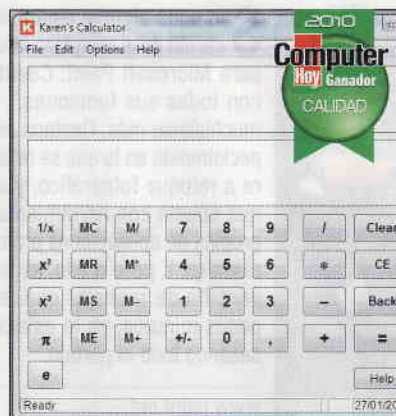 Karen's Calculator
2010
File Edit Options Help
Computer
Hoy Ganador
CALIDAD
1/x MC M/ 7 8 9 / Clear
x² MR M* 4 5 6 * CE
x³ MS M- 1 2 3 - Back
π ME M+ +/- 0 , + =
e Help
Ready 27/01/20